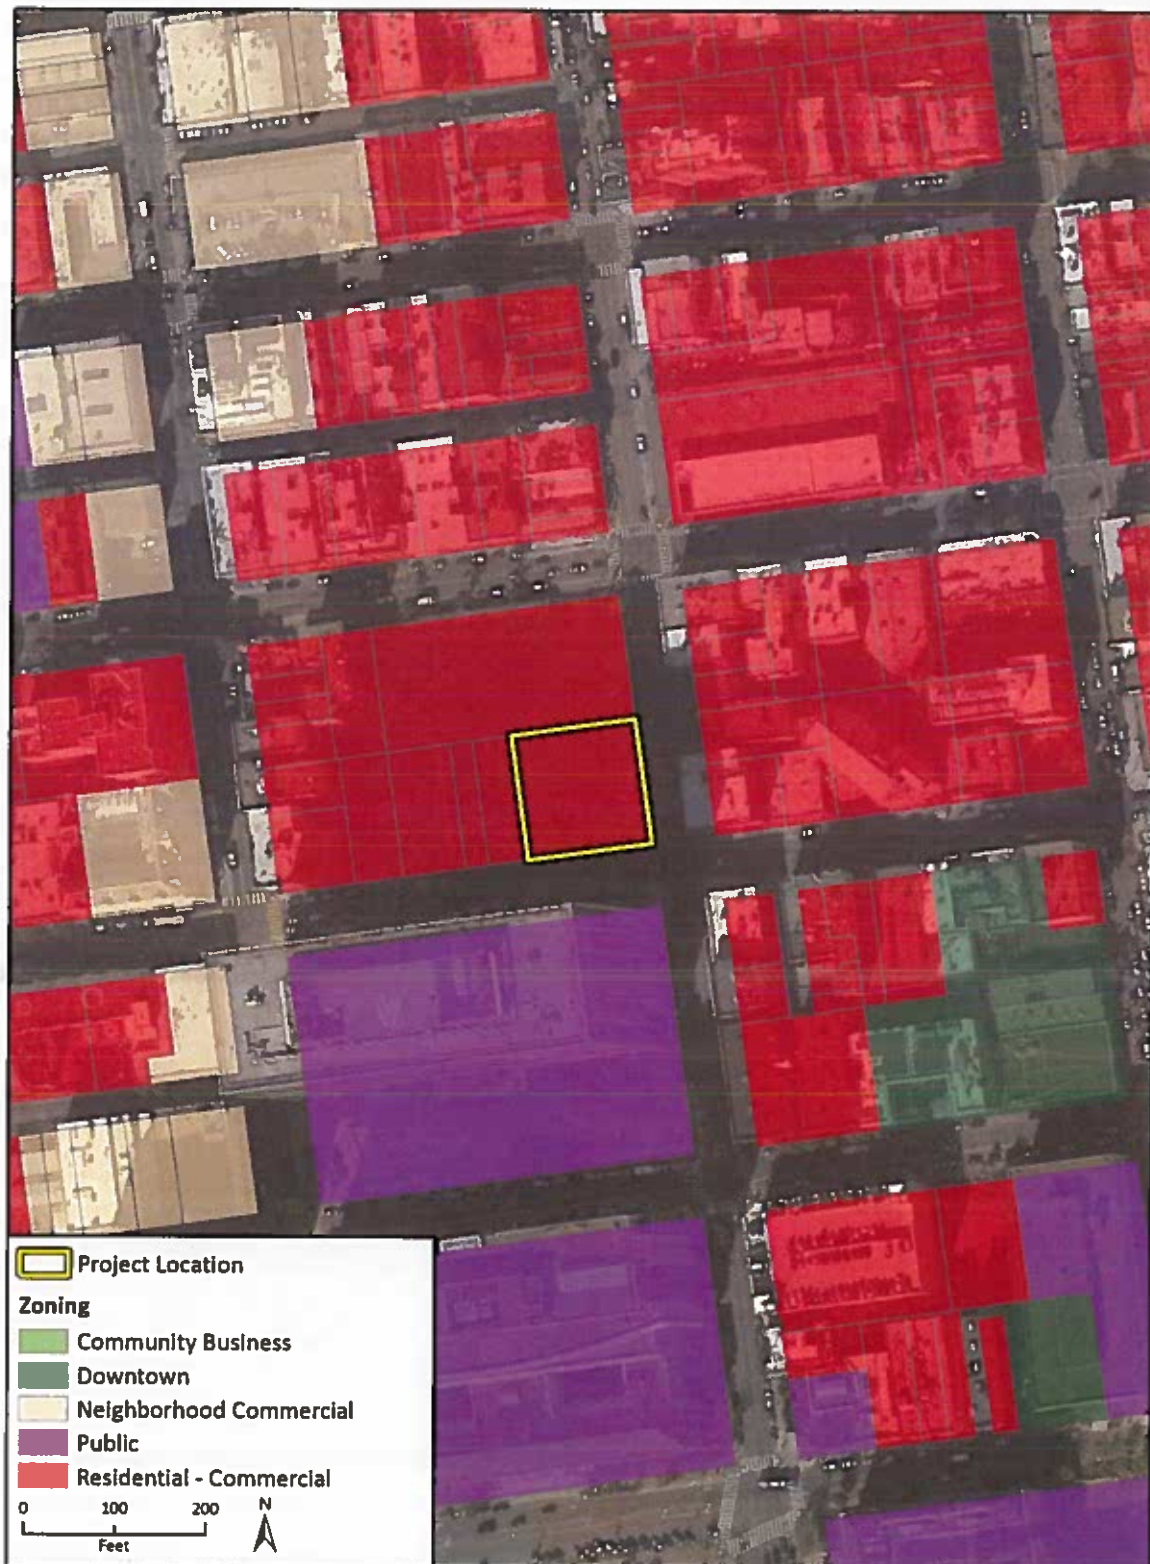 Project Location
Zoning
Community Business
Downtown
Neighborhood Commercial
Public
Residential - Commercial
0 100 200 N
Feet